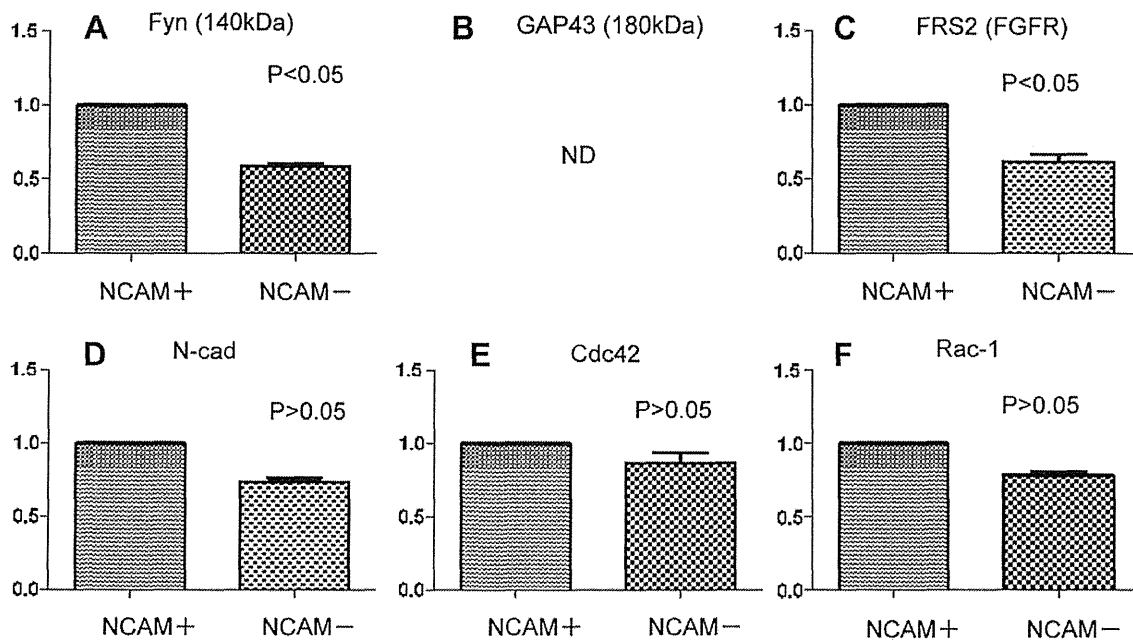 A Fyn (140kDa)
1.5
1.0
0.5
0.0
P<0.05
NCAM+ NCAM−
B GAP43 (180kDa)
ND
C FRS2 (FGFR)
1.5
1.0
0.5
0.0
P<0.05
NCAM+ NCAM−
D N-cad
1.5
1.0
0.5
0.0
P>0.05
NCAM+ NCAM−
E Cdc42
1.5
1.0
0.5
0.0
P>0.05
NCAM+ NCAM−
F Rac-1
1.5
1.0
0.5
0.0
P>0.05
NCAM+ NCAM−